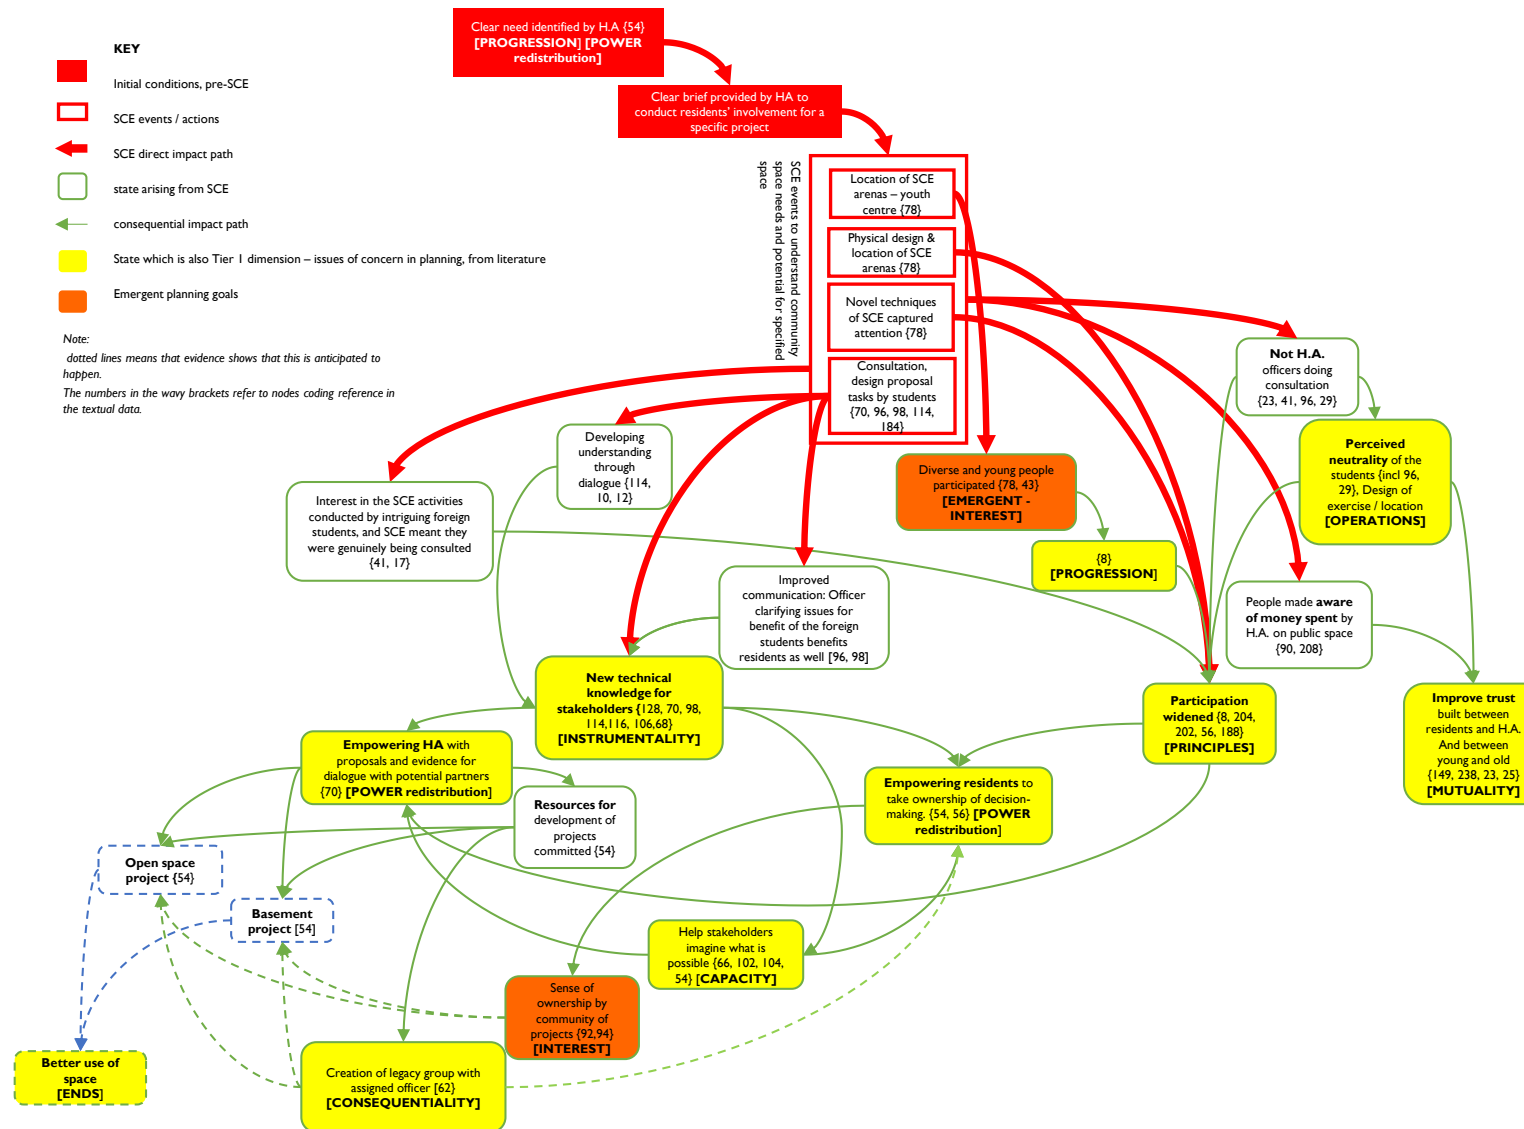 KEY
Initial conditions, pre-SCE
SCE events / actions
SCE direct impact path
state arising from SCE
consequential impact path
State which is also Tier 1 dimension – issues of concern in planning, from literature
Emergent planning goals
Note:
dotted lines means that evidence shows that this is anticipated to
happen.
The numbers in the wavy brackets refer to nodes coding reference in
the textual data.
Clear need identified by H.A {54}
[PROGRESSION] [POWER
redistribution]
Clear brief provided by HA to
conduct residents' involvement for a
specific project
SCE events to understand community
space needs and potential for specified
space
Location of SCE
arenas – youth
centre {78}
Physical design &
location of SCE
arenas {78}
Novel techniques
of SCE captured
attention {78}
Consultation,
design proposal
tasks by students
{70, 96, 98, 114,
184}
Not H.A.
officers doing
consultation
{23, 41, 96, 29}
Perceived
neutrality of the
students {incl 96,
29}, Design of
exercise / location
[OPERATIONS]
Developing
understanding
through
dialogue {114,
10, 12}
Diverse and young people
participated {78, 43}
[EMERGENT -
INTEREST]
Interest in the SCE activities
conducted by intriguing foreign
students, and SCE meant they
were genuinely being consulted
{41, 17}
{8}
[PROGRESSION]
Improved
communication: Officer
clarifying issues for
benefit of the foreign
students benefits
residents as well [96, 98]
People made aware
of money spent by
H.A. on public space
{90, 208}
New technical
knowledge for
stakeholders {128, 70, 98,
114,116, 106,68}
[INSTRUMENTALITY]
Participation
widened {8, 204,
202, 56, 188}
[PRINCIPLES]
Improve trust
built between
residents and H.A.
And between
young and old
{149, 238, 23, 25}
[MUTUALITY]
Empowering HA with
proposals and evidence for
dialogue with potential partners
{70} [POWER redistribution]
Empowering residents to
take ownership of decision-
making. {54, 56} [POWER
redistribution]
Resources for
development of
projects
committed {54}
Open space
project {54}
Basement
project [54]
Help stakeholders
imagine what is
possible {66, 102, 104,
54} [CAPACITY]
Sense of
ownership by
community of
projects {92,94}
[INTEREST]
Better use of
space
[ENDS]
Creation of legacy group with
assigned officer [62}
[CONSEQUENTIALITY]